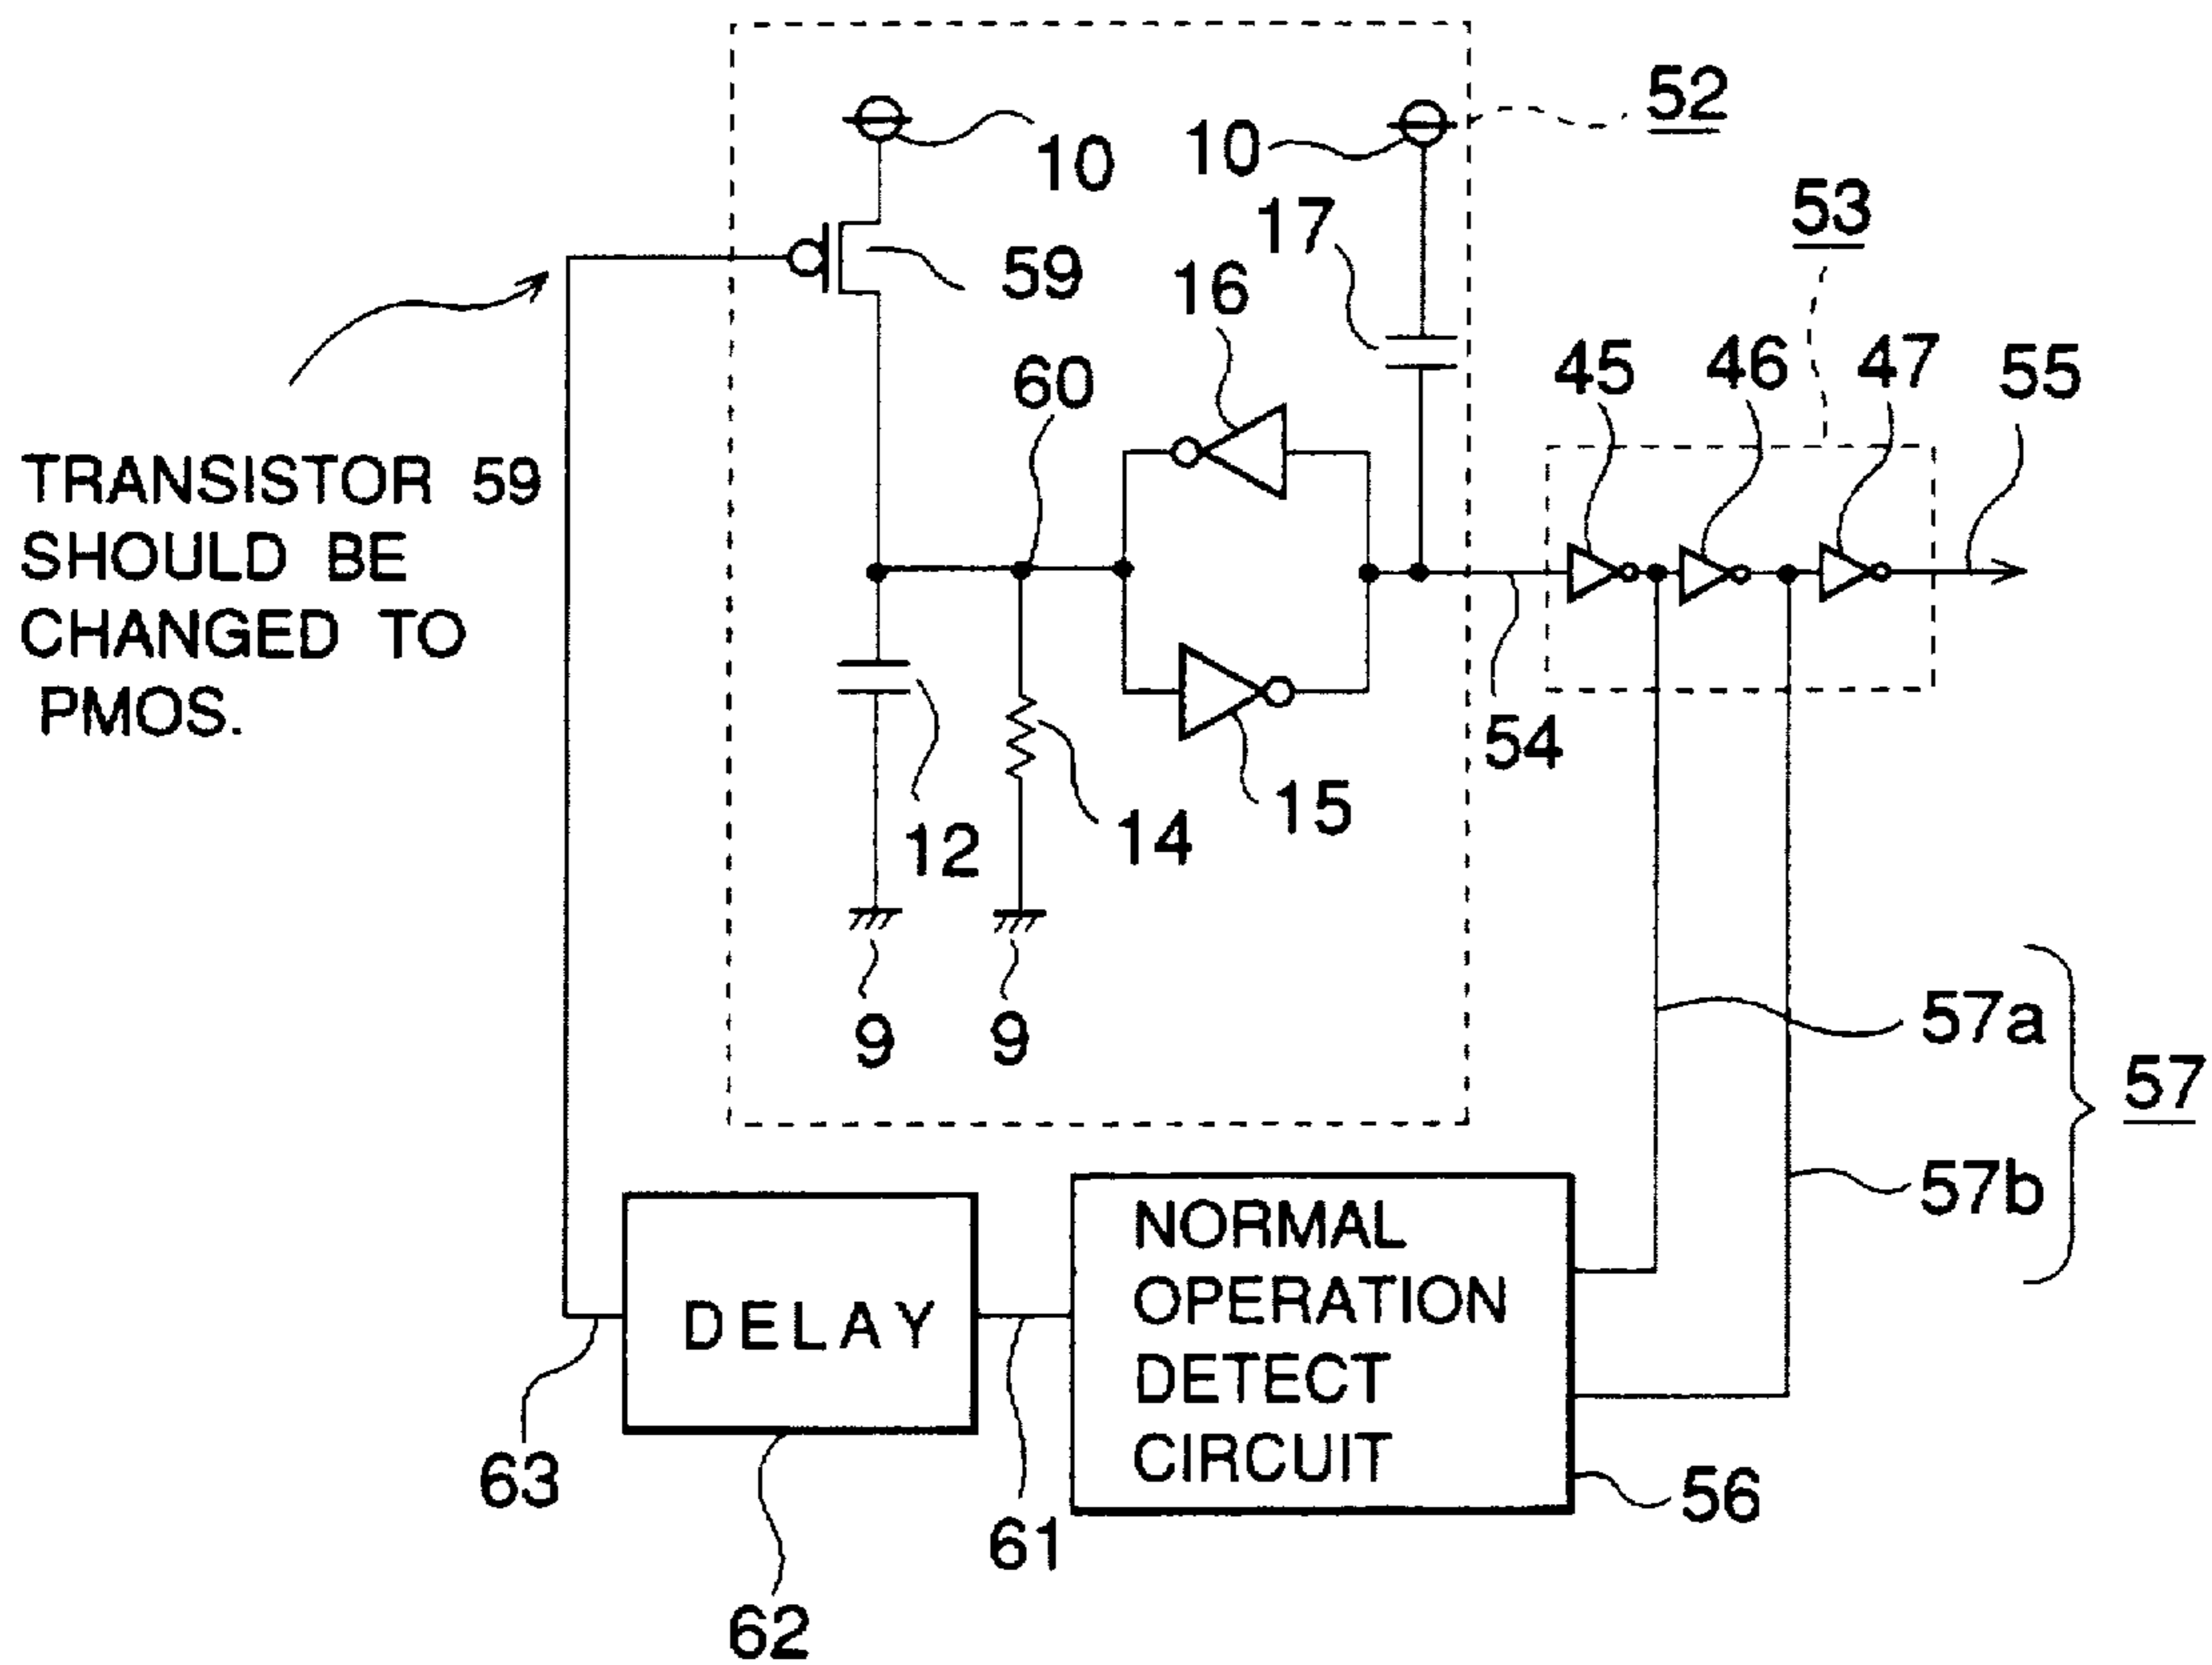 52
10
10
53
17
59
16
45
46
47
55
60
TRANSISTOR 59
SHOULD BE
CHANGED TO
PMOS.
54
12
14
15
9
9
57a
57
57b
NORMAL
OPERATION
DETECT
CIRCUIT
DELAY
63
61
56
62